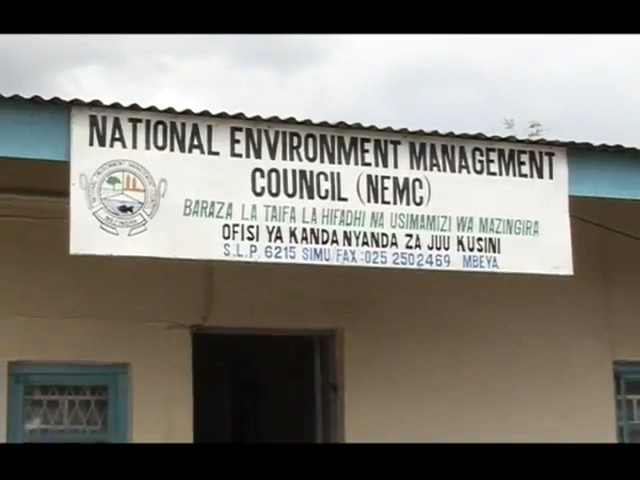 NATIONAL ENVIRONMENT MANAGEMENT
COUNCIL (NEMC)
BARAZA LA TAIFA LA HIFADHI NA USIMAMIZI WA MAZINGIRA
OFISI YA KANDA NYANDA ZA JUU KUSINI
S.L.P. 6215 SIMU/FAX:025 2502469 MBEYA